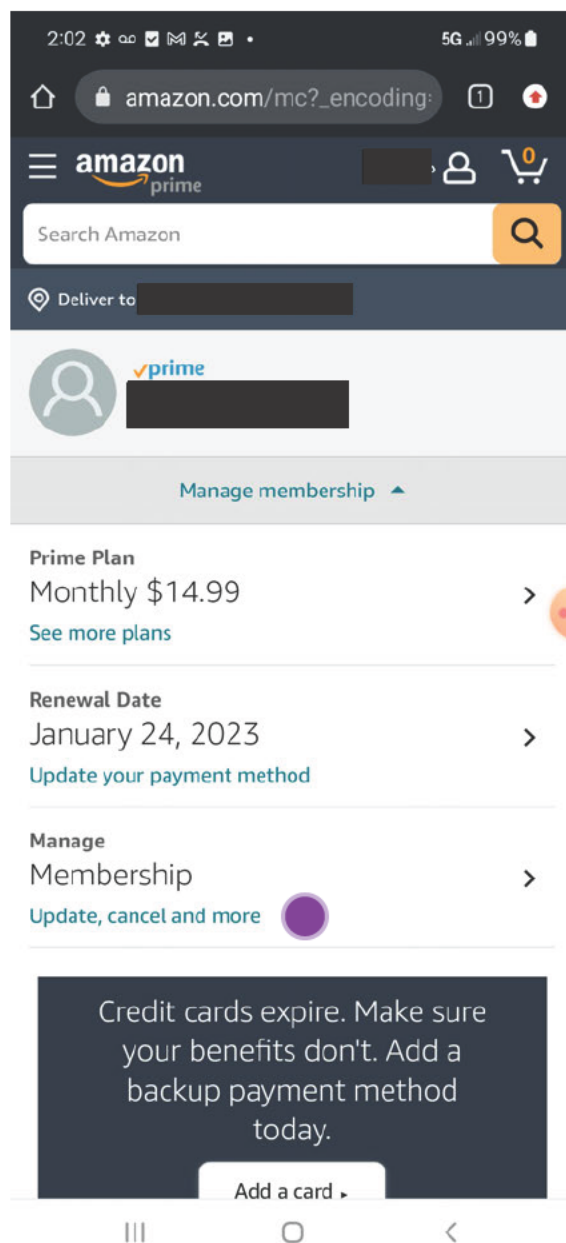 2:02
5G 99%
amazon.com/mc?_encoding
1
amazon
prime
0
Search Amazon
Deliver to
prime
Manage membership
Prime Plan
Monthly $14.99
See more plans
Renewal Date
January 24, 2023
Update your payment method
Manage
Membership
Update, cancel and more
Credit cards expire. Make sure
your benefits don't. Add a
backup payment method
today.
Add a card